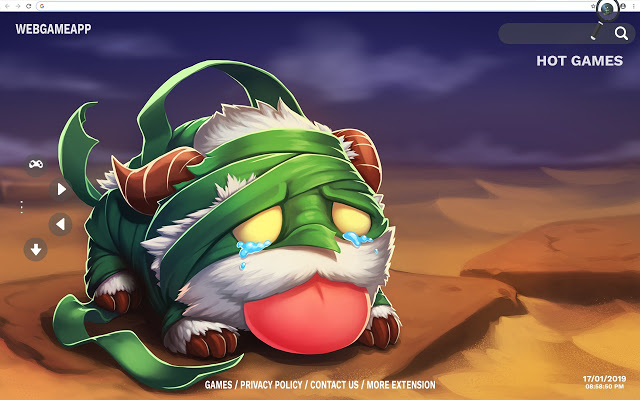 WEBGAMEAPP
HOT GAMES
GAMES / PRIVACY POLICY / CONTACT US / MORE EXTENSION
17/01/2019
08:58:50 PM